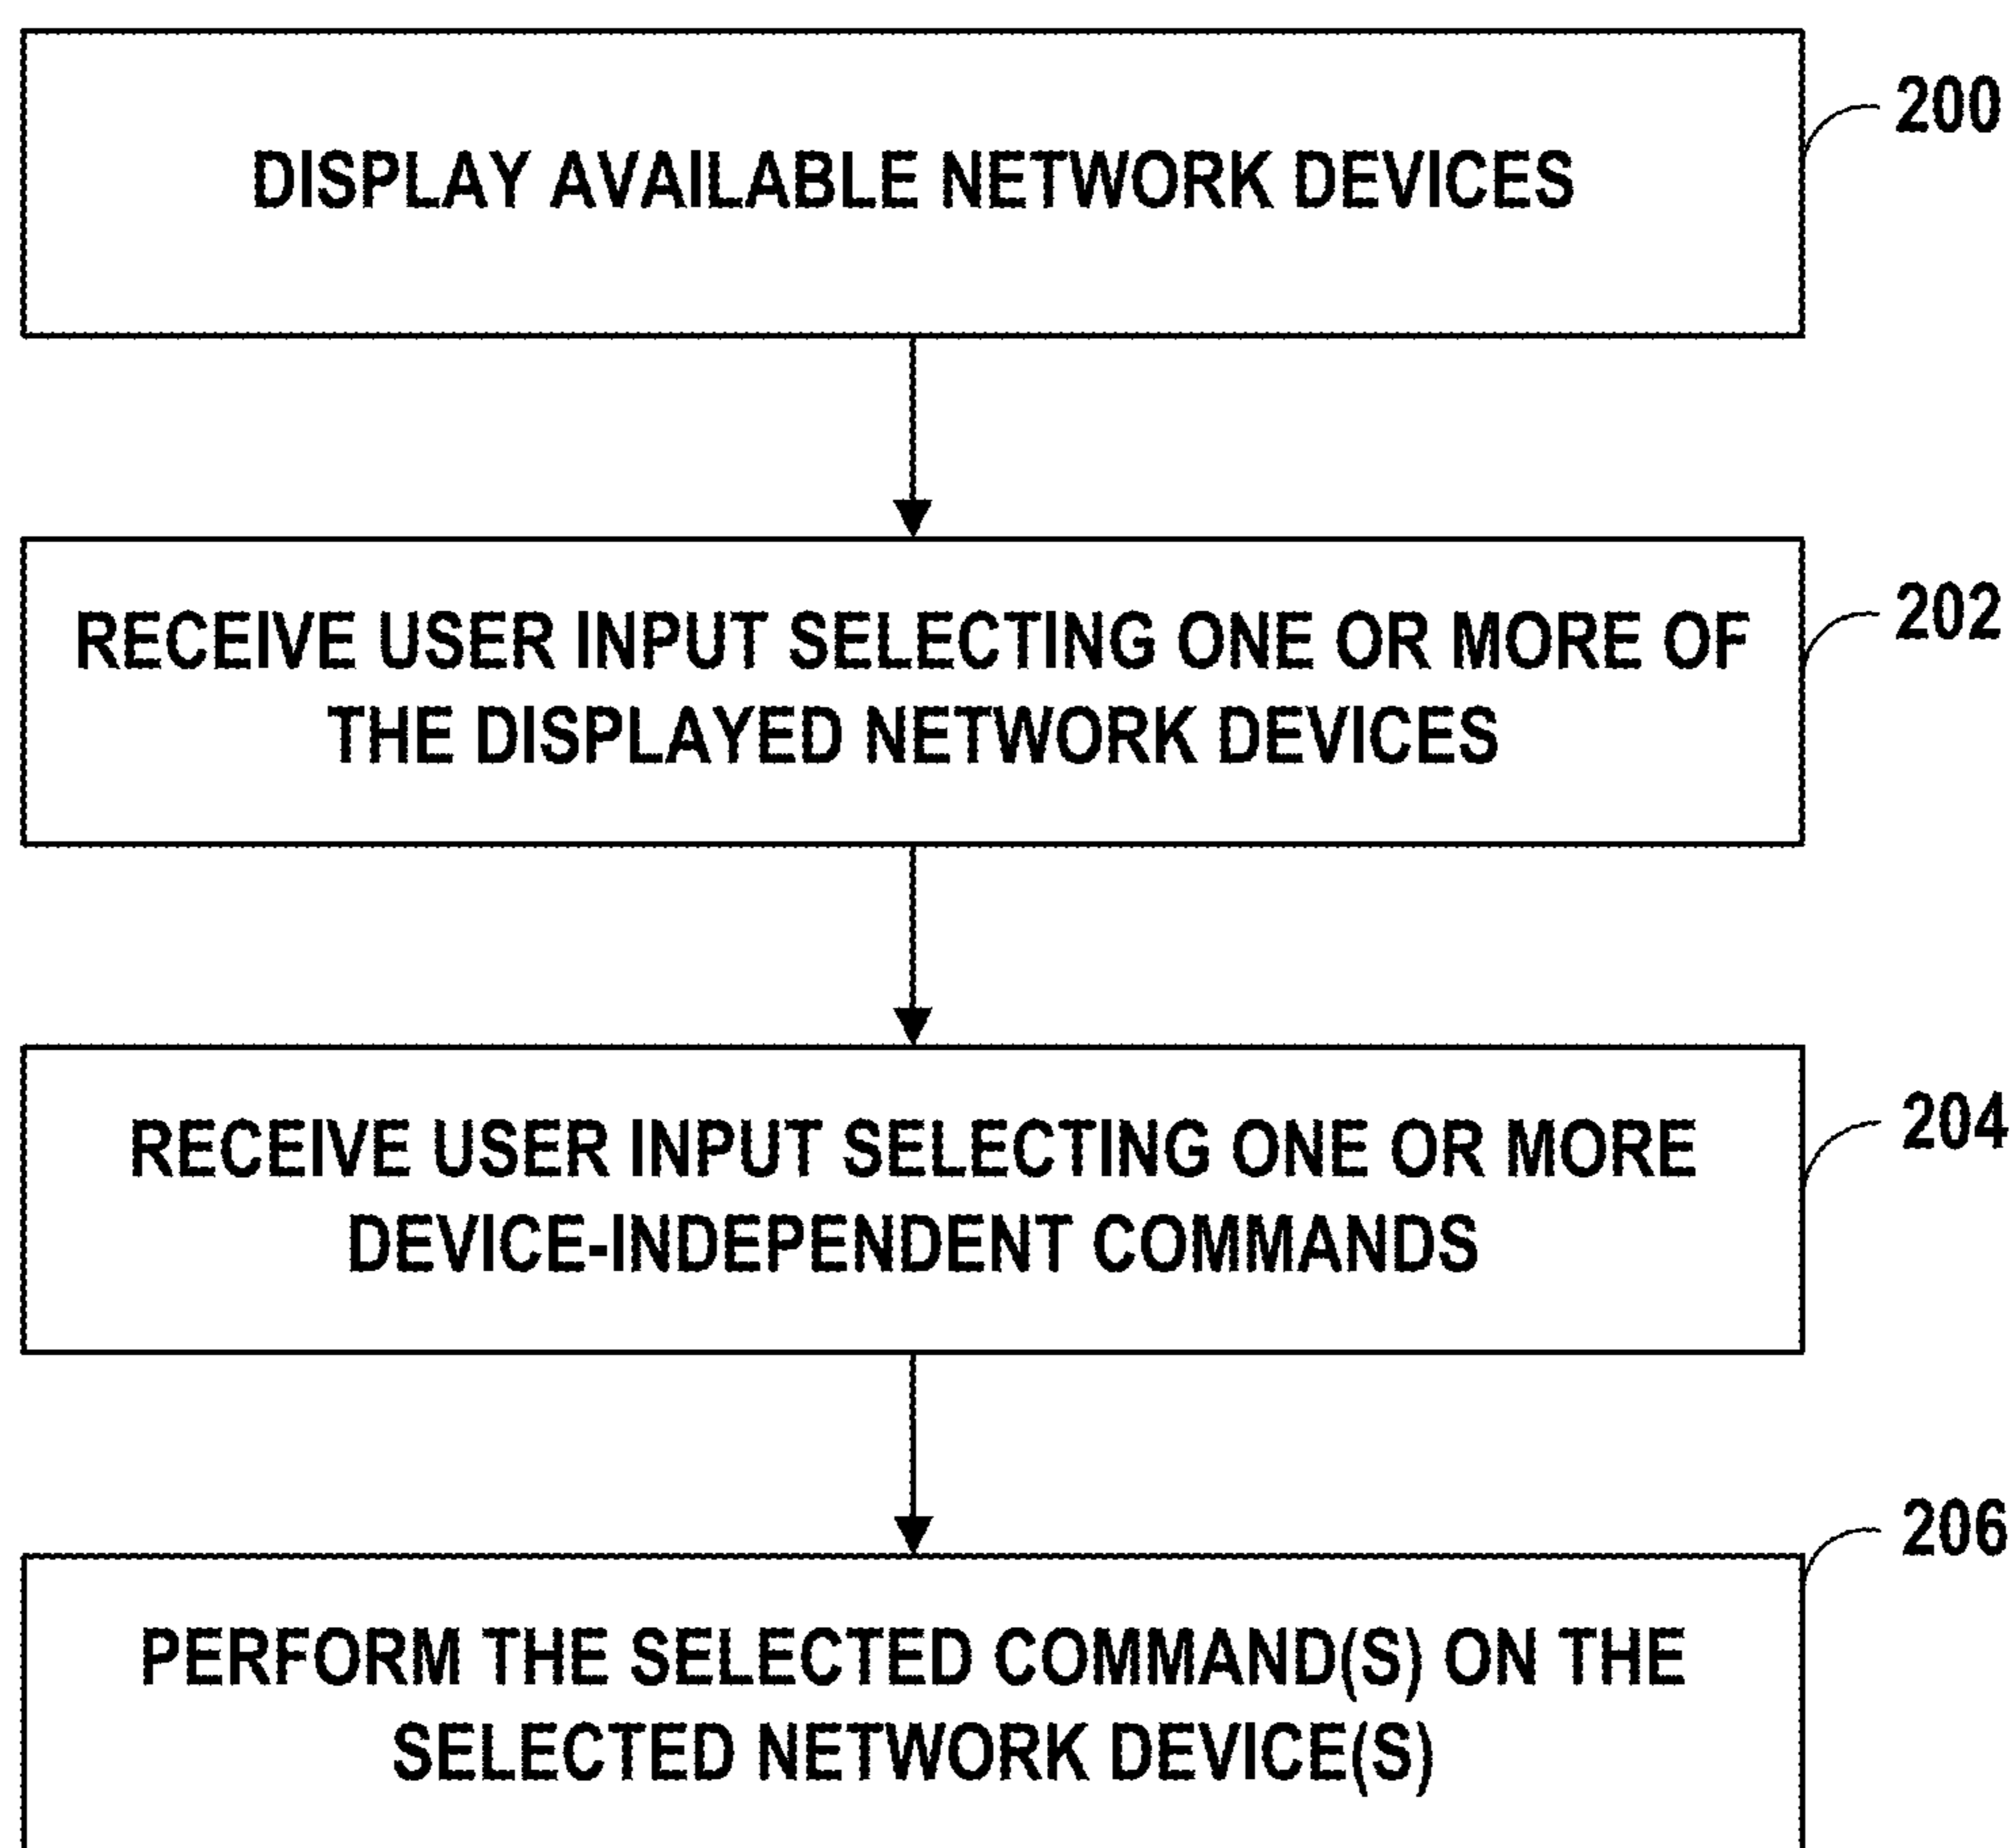 DISPLAY AVAILABLE NETWORK DEVICES
200
RECEIVE USER INPUT SELECTING ONE OR MORE OF
THE DISPLAYED NETWORK DEVICES
202
RECEIVE USER INPUT SELECTING ONE OR MORE
DEVICE-INDEPENDENT COMMANDS
204
PERFORM THE SELECTED COMMAND(S) ON THE
SELECTED NETWORK DEVICE(S)
206